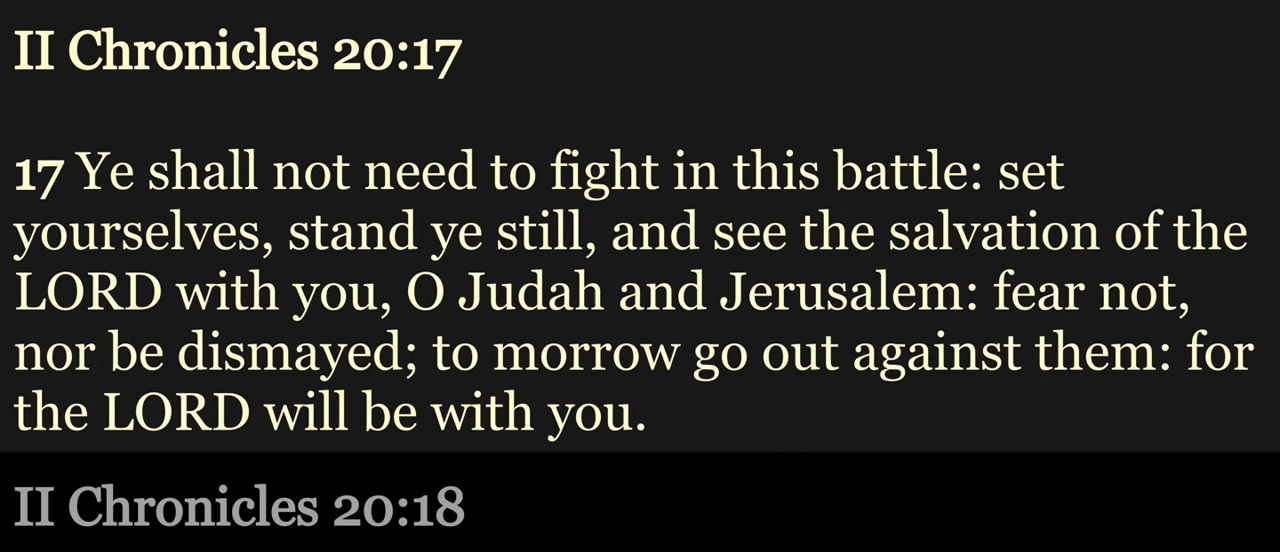 II Chronicles 20:17
17 Ye shall not need to fight in this battle: set
yourselves, stand ye still, and see the salvation of the
LORD with you, O Judah and Jerusalem: fear not,
nor be dismayed; to morrow go out against them: for
the LORD will be with you.
II Chronicles 20:18